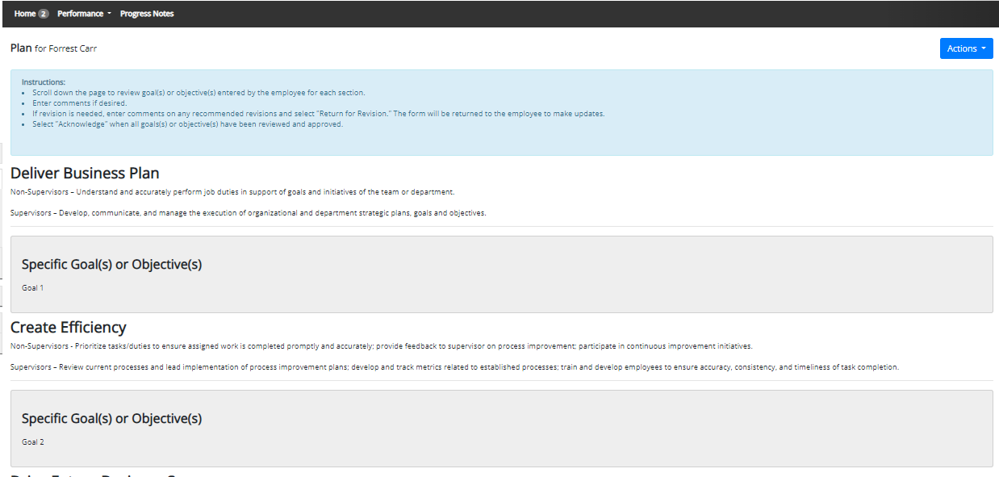 Home 2 Performance Progress Notes
Plan for Forrest Carr
Actions
Instructions:
• Scroll down the page to review goal(s) or objective(s) entered by the employee for each section.
• Enter comments if desired.
• If revision is needed, enter comments on any recommended revisions and select "Return for Revision." The form will be returned to the employee to make updates.
• Select "Acknowledge" when all goals(s) or objective(s) have been reviewed and approved.
Deliver Business Plan
Non-Supervisors – Understand and accurately perform job duties in support of goals and initiatives of the team or department.
Supervisors – Develop, communicate, and manage the execution of organizational and department strategic plans, goals and objectives.
Specific Goal(s) or Objective(s)
Goal 1
Create Efficiency
Non-Supervisors - Prioritize tasks/duties to ensure assigned work is completed promptly and accurately; provide feedback to supervisor on process improvement; participate in continuous improvement initiatives.
Supervisors – Review current processes and lead implementation of process improvement plans; develop and track metrics related to established processes; train and develop employees to ensure accuracy, consistency, and timeliness of task completion.
Specific Goal(s) or Objective(s)
Goal 2